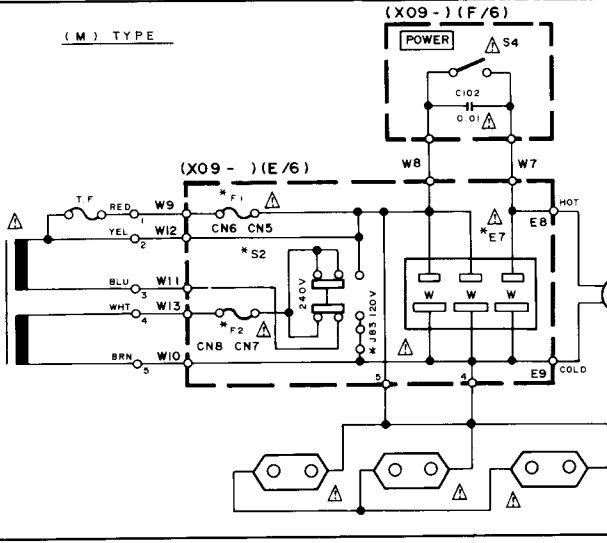 (X09-)(F/6)
(M) TYPE
POWER
⚠ S4
C102
0.01 ⚠
W8
W7
(X09- )(E/6)
T.F
RED
1
W9
*F1 ⚠
CN6 CN5
HOT
E8
⚠
*E7
⚠
YEL
2
W12
*S2
BLU
3
W11
240V
W W W
WHT
4
W13
*F2 ⚠
CN8 CN7
*J83 120V
⚠
BRN
5
W10
E9
COLD
5
4
⚠
⚠
⚠